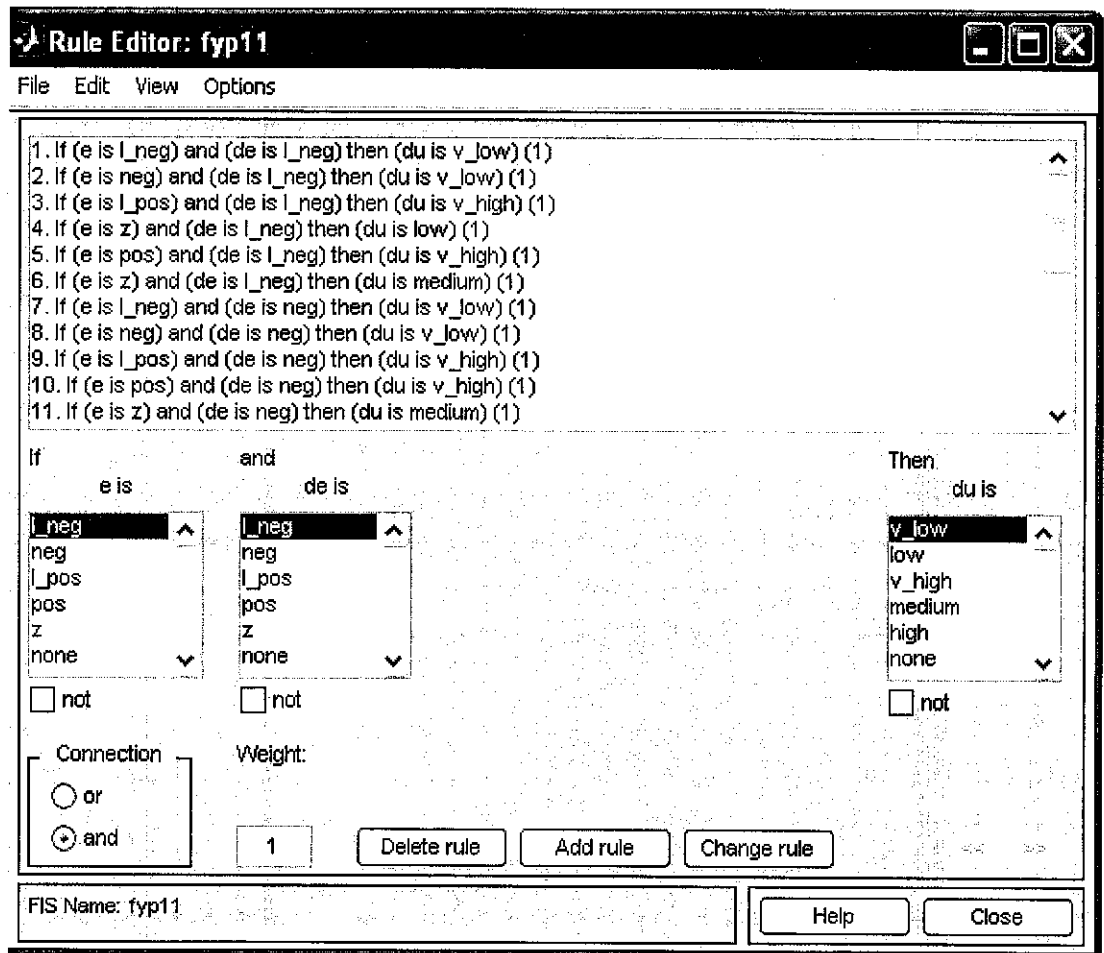 Rule Editor: fyp11
File Edit View Options
1. If (e is l_neg) and (de is l_neg) then (du is v_low) (1)
2. If (e is neg) and (de is l_neg) then (du is v_low) (1)
3. If (e is l_pos) and (de is l_neg) then (du is v_high) (1)
4. If (e is z) and (de is l_neg) then (du is low) (1)
5. If (e is pos) and (de is l_neg) then (du is v_high) (1)
6. If (e is z) and (de is l_neg) then (du is medium) (1)
7. If (e is l_neg) and (de is neg) then (du is v_low) (1)
8. If (e is neg) and (de is neg) then (du is v_low) (1)
9. If (e is l_pos) and (de is neg) then (du is v_high) (1)
10. If (e is pos) and (de is neg) then (du is v_high) (1)
11. If (e is z) and (de is neg) then (du is medium) (1)
If and Then
e is de is du is
l_neg l_neg v_low
neg neg low
l_pos l_pos v_high
pos pos medium
z z high
none none none
not not not
Connection Weight:
or
and 1 Delete rule Add rule Change rule << >>
FIS Name: fyp11 Help Close